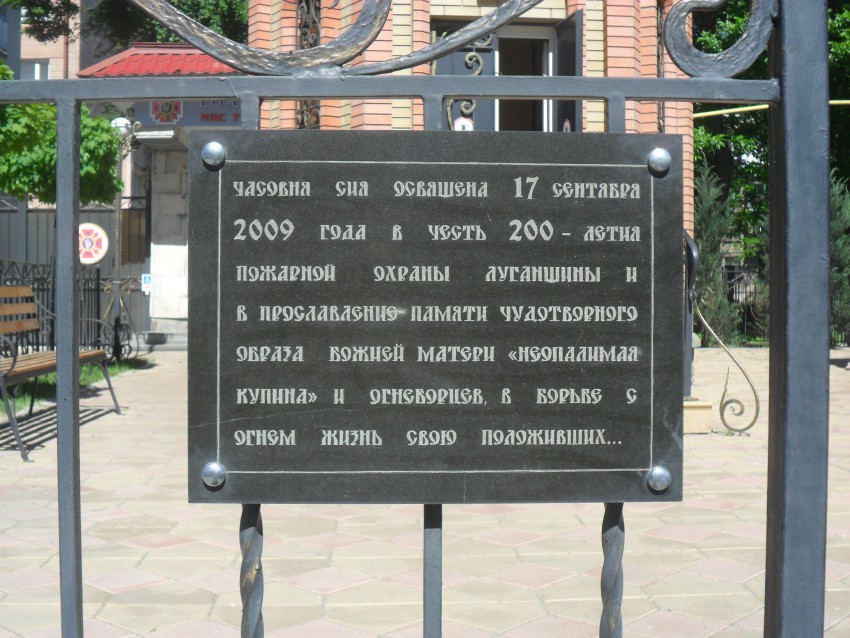 ЧАСОВНЯ СИЯ ОСВЯЩЕНА 17 СЕНТЯБРЯ
2009 ГОДА В ЧЕСТЬ 200 - ЛЕТИЯ
ПОЖАРНОЙ ОХРАНЫ ЛУГАНЩИНЫ И
В ПРОСЛАВЛЕНИЕ ПАМЯТИ ЧУДОТВОРНОГО
ОБРАЗА БОЖИЕЙ МАТЕРИ «НЕОПАЛИМАЯ
КУПИНА» И ОГНЕБОРЦЕВ, В БОРЬБЕ С
ОГНЕМ ЖИЗНЬ СВОЮ ПОЛОЖИВШИХ...